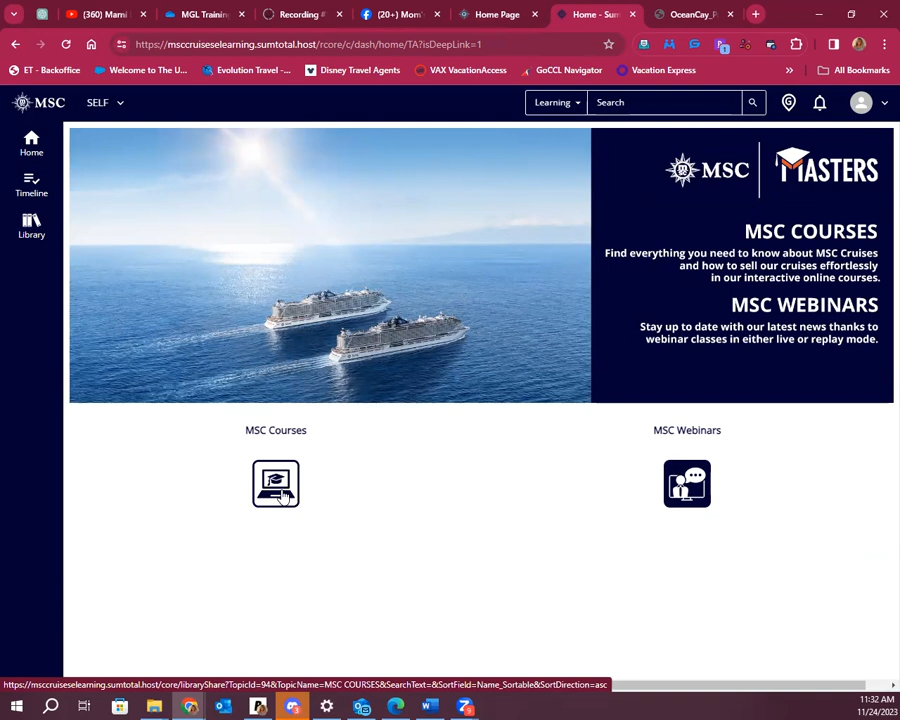 (360) Marni
MGL Training
Recording #
(20+) Mom's
Home Page
Home - Sum
OceanCay_P
https://msccruiseselearning.sumtotal.host/rcore/c/dash/home/TA?isDeepLink=1
ET - Backoffice
Welcome to The U...
Evolution Travel -...
Disney Travel Agents
VAX VacationAccess
GoCCL Navigator
Vacation Express
All Bookmarks
MSC
SELF
Learning
Search
Home
Timeline
Library
MSC
MASTERS
MSC COURSES
Find everything you need to know about MSC Cruises
and how to sell our cruises effortlessly
in our interactive online courses.
MSC WEBINARS
Stay up to date with our latest news thanks to
webinar classes in either live or replay mode.
MSC Courses
MSC Webinars
https://msccruiseselearning.sumtotal.host/core/libraryShare?TopicId=94&TopicName=MSC COURSES&SearchText=&SortField=Name_Sortable&SortDirection=asc
11:32 AM
11/24/2023